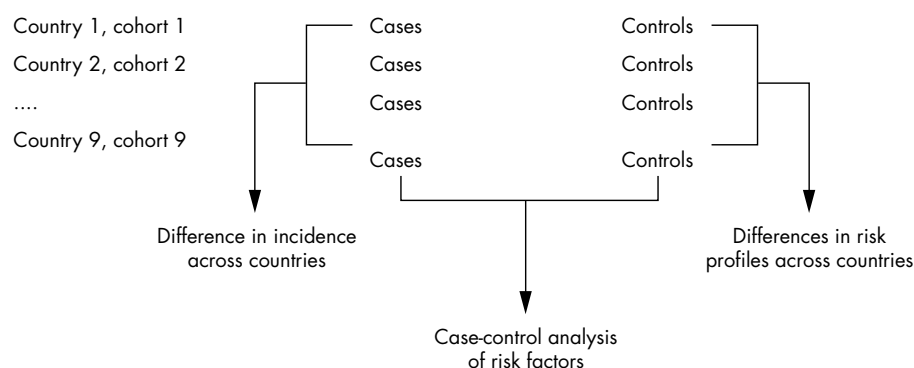 Country 1, cohort 1 Cases Controls
Country 2, cohort 2 Cases Controls
.... Cases Controls
Country 9, cohort 9
Cases Controls
Difference in incidence
across countries
Differences in risk
profiles across countries
Case-control analysis
of risk factors